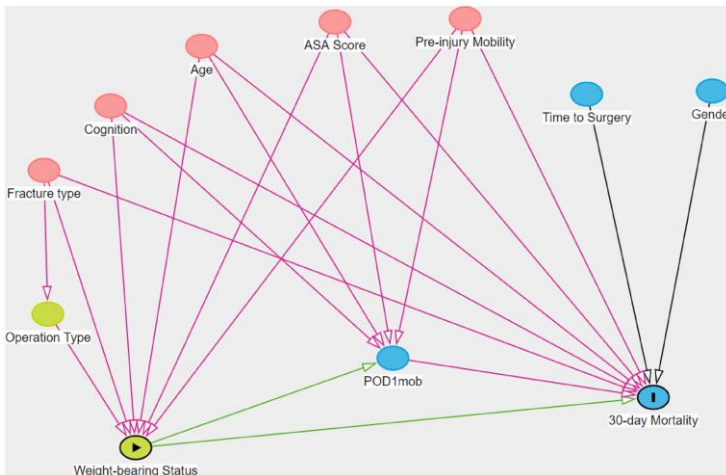 ASA Score
Pre-injury Mobility
Age
Time to Surgery
Gende
Cognition
Fracture type
Operation Type
POD1mob
30-day Mortality
Weight-bearing Status